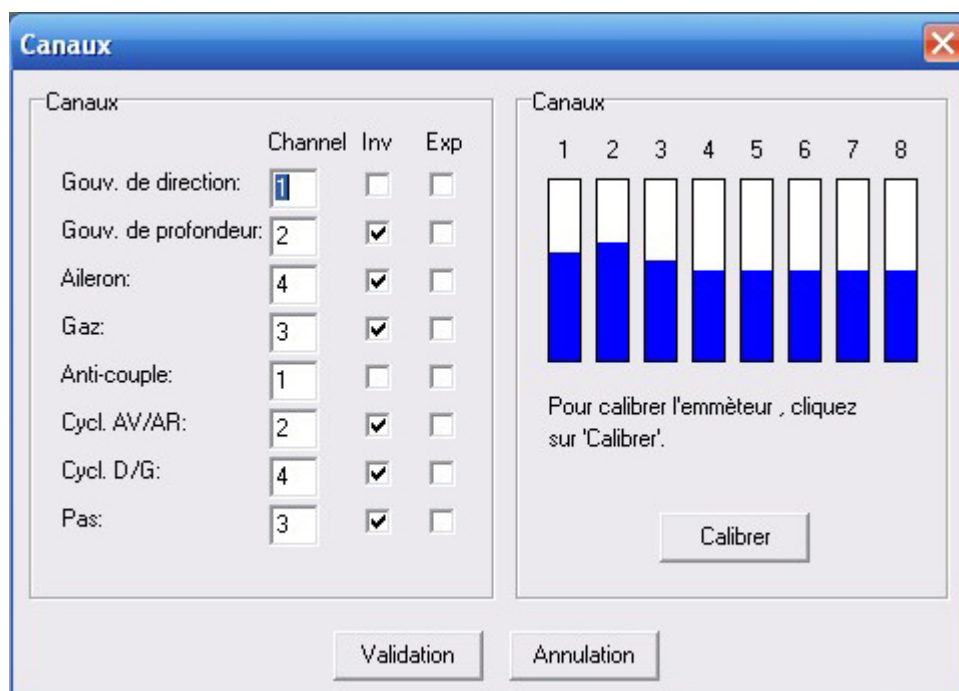 Canaux
Canaux
Channel Inv Exp
Gouv. de direction: 1
Gouv. de profondeur: 2
Aileron: 4
Gaz: 3
Anti-couple: 1
Cycl. AV/AR: 2
Cycl. D/G: 4
Pas: 3
Canaux
1 2 3 4 5 6 7 8
Pour calibrer l'emmèteur , cliquez
sur 'Calibrer'.
Calibrer
Validation Annulation